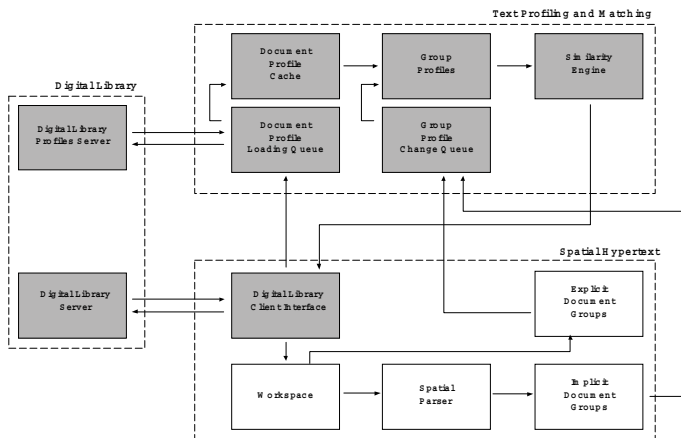 Text Profiling and Matching
Document
Profile
Cache
Group
Profiles
Similarity
Engine
Digital Library
Digital Library
Profiles Server
Document
Profile
Loading Queue
Group
Profile
Change Queue
Spatial Hypertext
Digital Library
Server
Digital Library
Client Interface
Explicit
Document
Groups
Workspace
Spatial
Parser
Implicit
Document
Groups